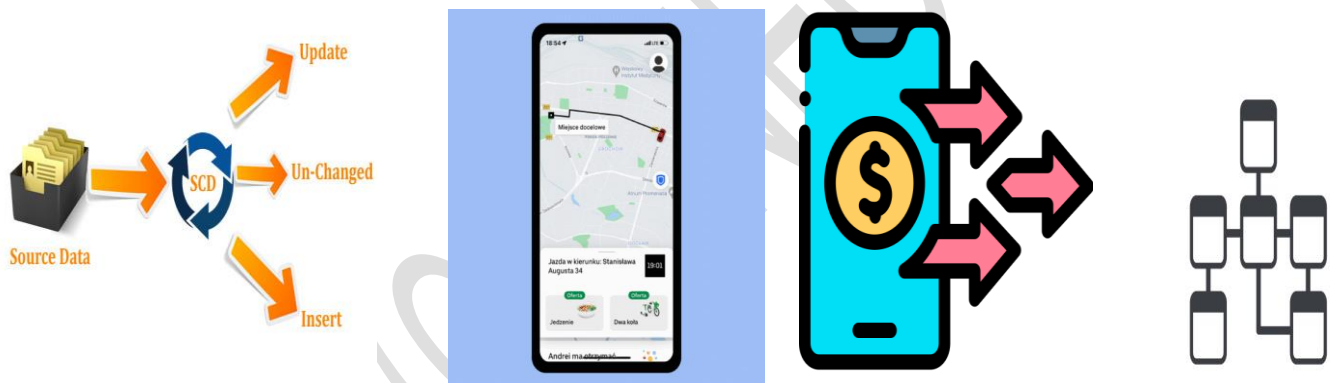 Update
Source Data
SCD
Un-Changed
Insert
18:54
LTE
Miejsce docelowe
Jazda w kierunku: Stanisława
Augusta 34
19:01
Oferta
Oferta
Jedzenie
Dwa koła
Andrei ma otrzymać
$